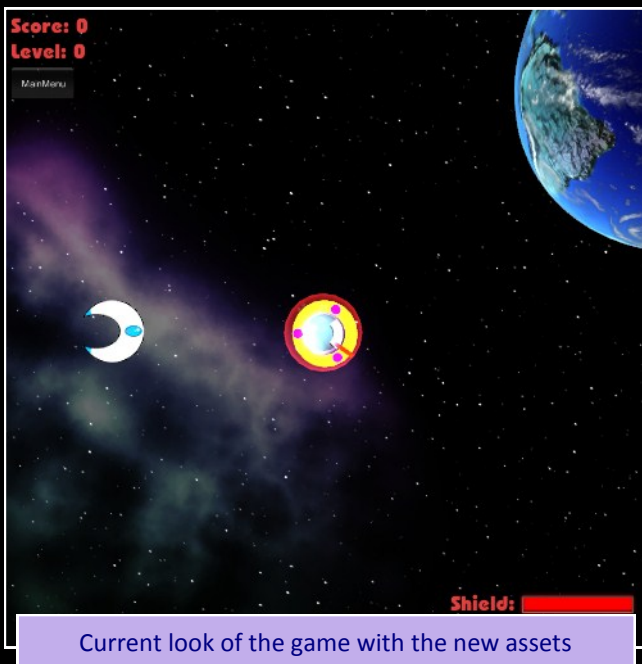 Score: 0
Level: 0
MainMenu
Shield:
Current look of the game with the new assets